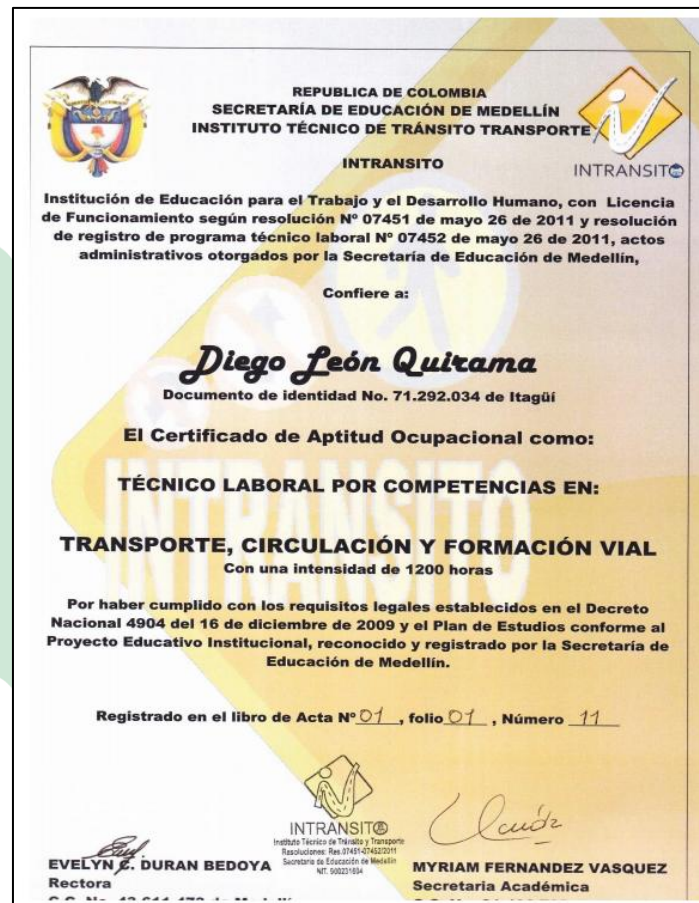 REPUBLICA DE COLOMBIA
SECRETARÍA DE EDUCACIÓN DE MEDELLÍN
INSTITUTO TÉCNICO DE TRÁNSITO TRANSPORTE
INTRANSITO
INTRANSITO
Institución de Educación para el Trabajo y el Desarrollo Humano, con Licencia
de Funcionamiento según resolución Nº 07451 de mayo 26 de 2011 y resolución
de registro de programa técnico laboral Nº 07452 de mayo 26 de 2011, actos
administrativos otorgados por la Secretaría de Educación de Medellín,
Confiere a:
Diego León Quirama
Documento de identidad No. 71.292.034 de Itagüí
El Certificado de Aptitud Ocupacional como:
TÉCNICO LABORAL POR COMPETENCIAS EN:
INTRANSITO
TRANSPORTE, CIRCULACIÓN Y FORMACIÓN VIAL
Con una intensidad de 1200 horas
Por haber cumplido con los requisitos legales establecidos en el Decreto
Nacional 4904 del 16 de diciembre de 2009 y el Plan de Estudios conforme al
Proyecto Educativo Institucional, reconocido y registrado por la Secretaría de
Educación de Medellín.
Registrado en el libro de Acta Nº 01, folio 01, Número 11
INTRANSITO
Instituto Técnico de Tránsito y Transporte
Resoluciones: Res.07451-07452/2011
Secretaría de Educación de Medellín
NIT.
EVELYN C. DURAN BEDOYA
Rectora
MYRIAM FERNANDEZ VASQUEZ
Secretaria Académica